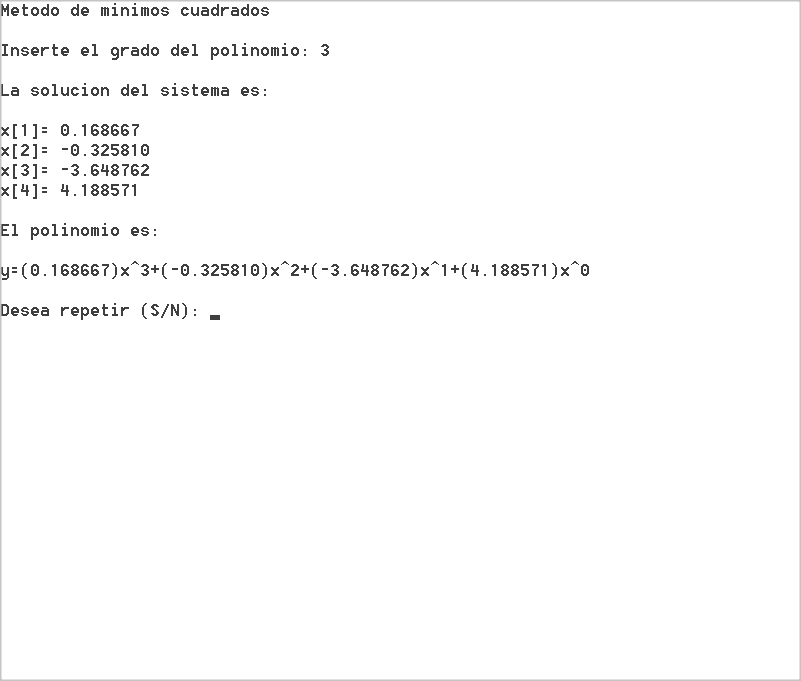 Metodo de minimos cuadrados
Inserte el grado del polinomio: 3
La solucion del sistema es:
x[1]= 0.168667
x[2]= -0.325810
x[3]= -3.648762
x[4]= 4.188571
El polinomio es:
y=(0.168667)x^3+(-0.325810)x^2+(-3.648762)x^1+(4.188571)x^0
Desea repetir (S/N): _